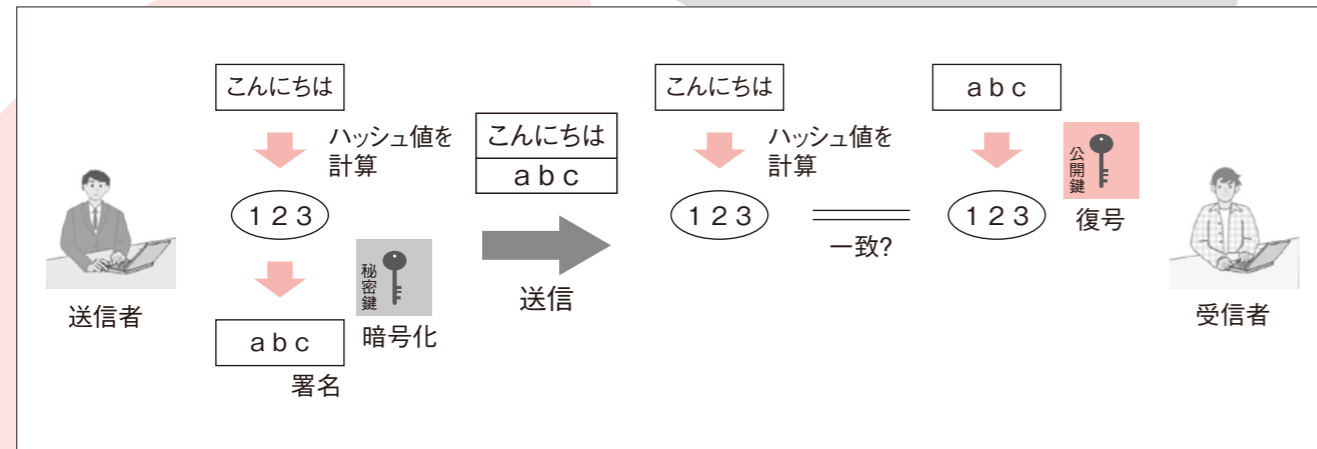 こんにちは
ハッシュ値を
計算
１２３
秘密鍵
暗号化
ａｂｃ
署名
送信者
こんにちは
ａｂｃ
送信
こんにちは
ハッシュ値を
計算
１２３
一致?
ａｂｃ
公開鍵
復号
１２３
受信者